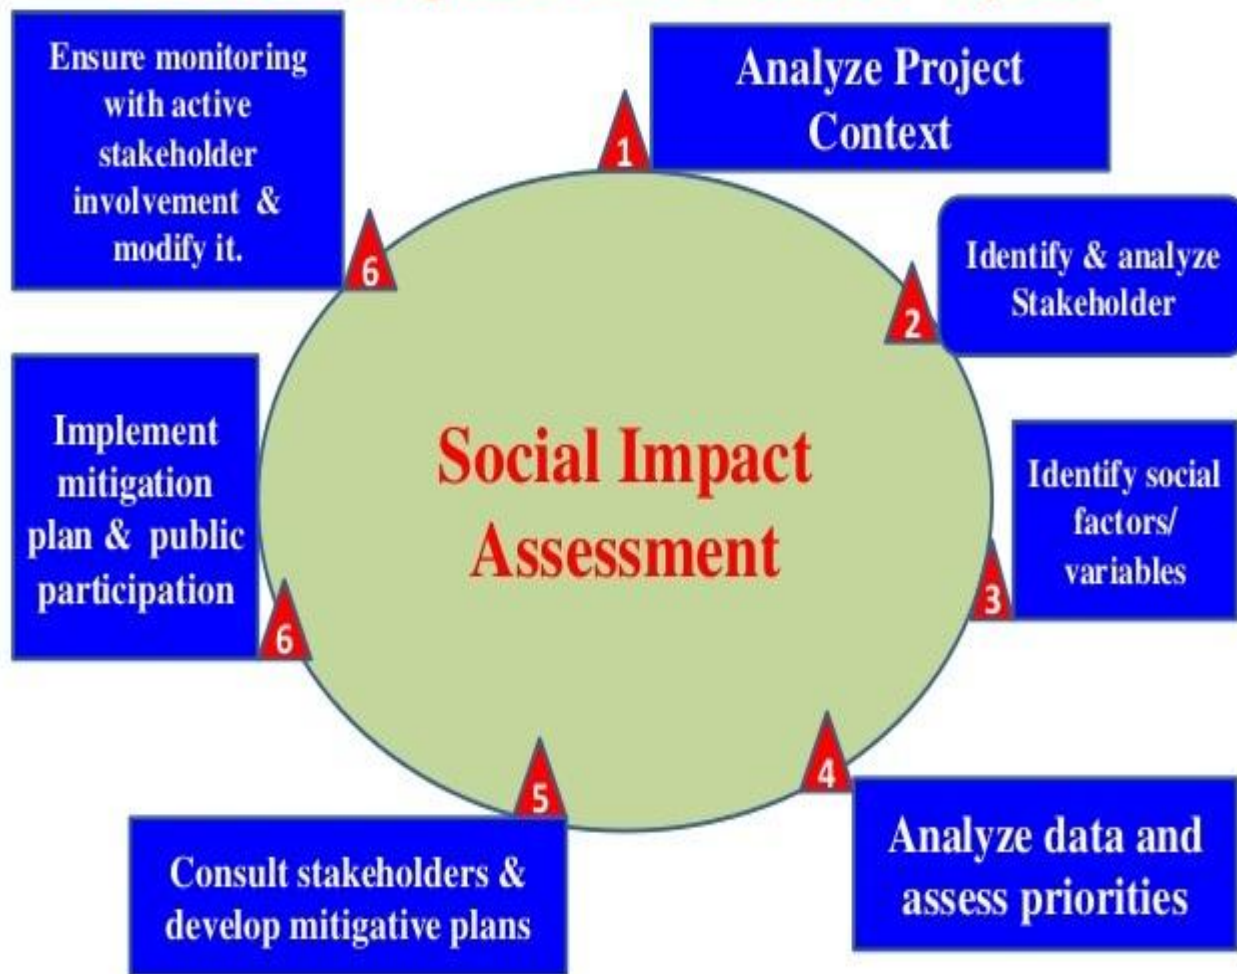 1
Analyze Project
Context
2
Identify & analyze
Stakeholder
3
Identify social
factors/
variables
4
Analyze data and
assess priorities
5
Consult stakeholders &
develop mitigative plans
6
Implement
mitigation
plan & public
participation
6
Ensure monitoring
with active
stakeholder
involvement &
modify it.
Social Impact
Assessment